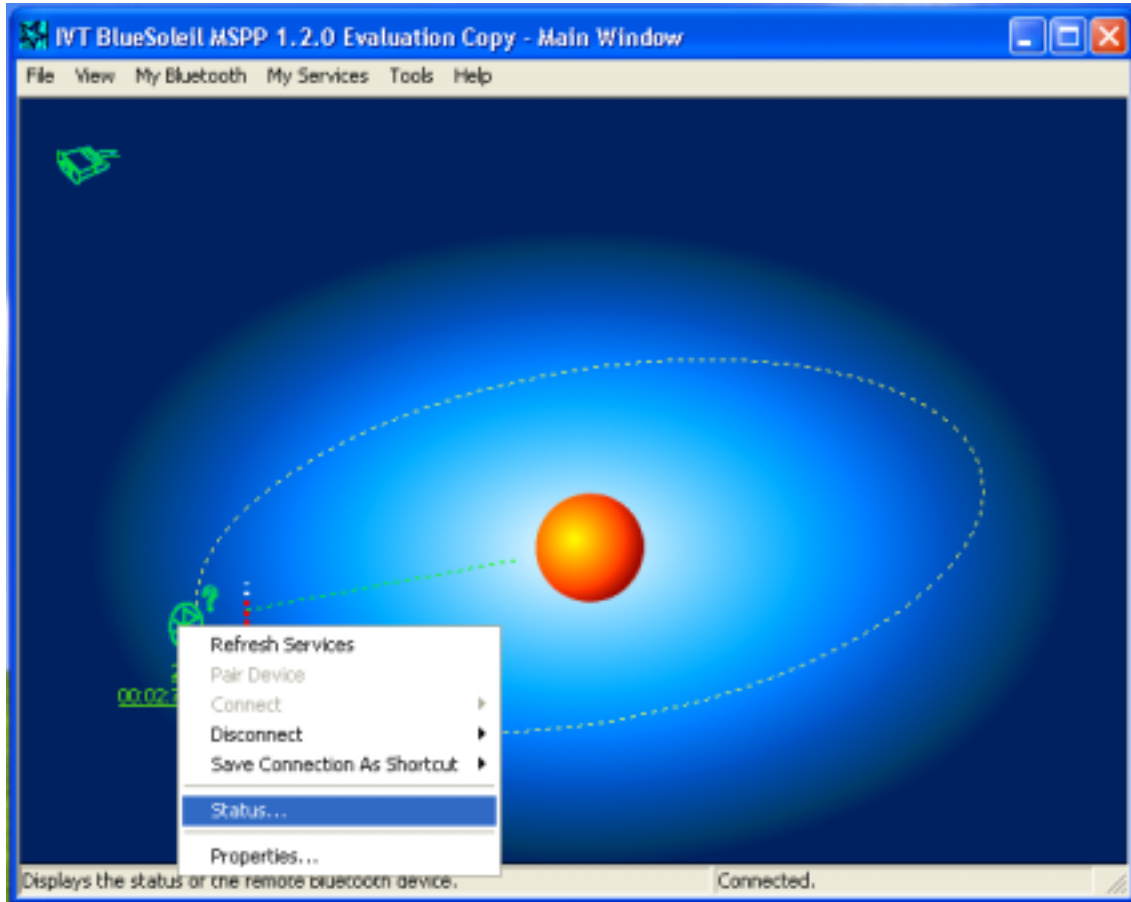 IVT BlueSoleil MSPP 1.2.0 Evaluation Copy - Main Window
File View My Bluetooth My Services Tools Help
?
Refresh Services
Pair Device
00:02:
Connect
Disconnect
Save Connection As Shortcut
Status...
Properties...
Displays the status of the remote bluetooth device. Connected.